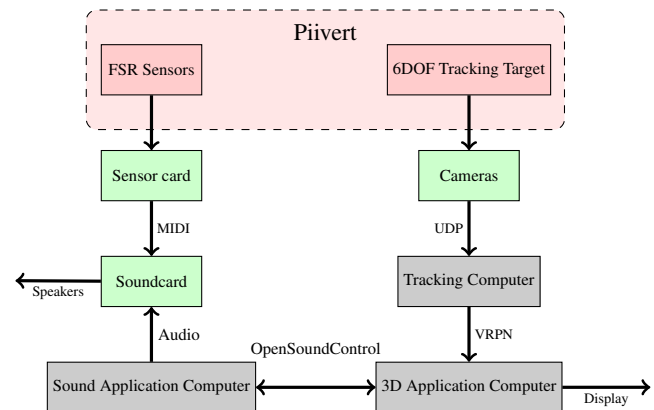 Piivert
FSR Sensors
6DOF Tracking Target
Sensor card
Cameras
MIDI
UDP
Soundcard
Tracking Computer
Speakers
Audio
VRPN
OpenSoundControl
Sound Application Computer
3D Application Computer
Display